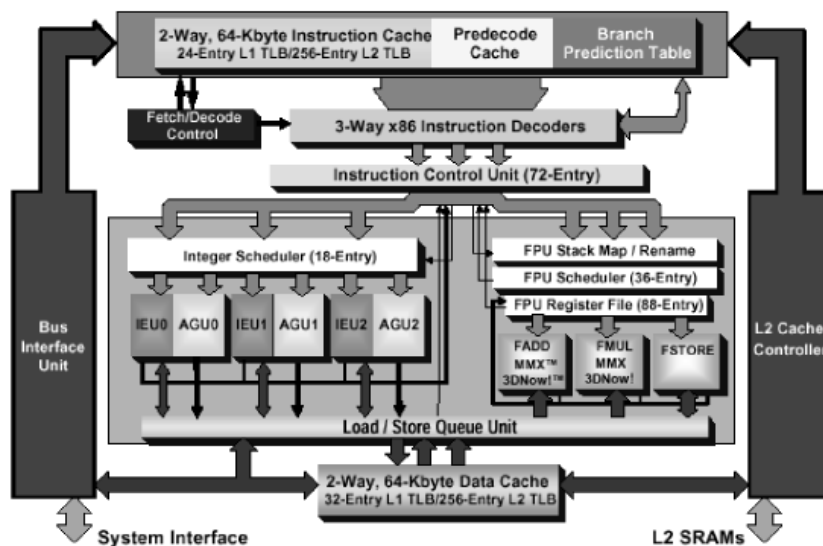 2-Way, 64-Kbyte Instruction Cache
24-Entry L1 TLB/256-Entry L2 TLB
Predecode
Cache
Branch
Prediction Table
Fetch/Decode
Control
3-Way x86 Instruction Decoders
Instruction Control Unit (72-Entry)
Integer Scheduler (18-Entry)
FPU Stack Map / Rename
FPU Scheduler (36-Entry)
FPU Register File (88-Entry)
Bus
Interface
Unit
IEU0
AGU0
IEU1
AGU1
IEU2
AGU2
FADD
MMX™
3DNow!™
FMUL
MMX
3DNow!
FSTORE
L2 Cache
Controller
Load / Store Queue Unit
2-Way, 64-Kbyte Data Cache
32-Entry L1 TLB/256-Entry L2 TLB
System Interface
L2 SRAMs